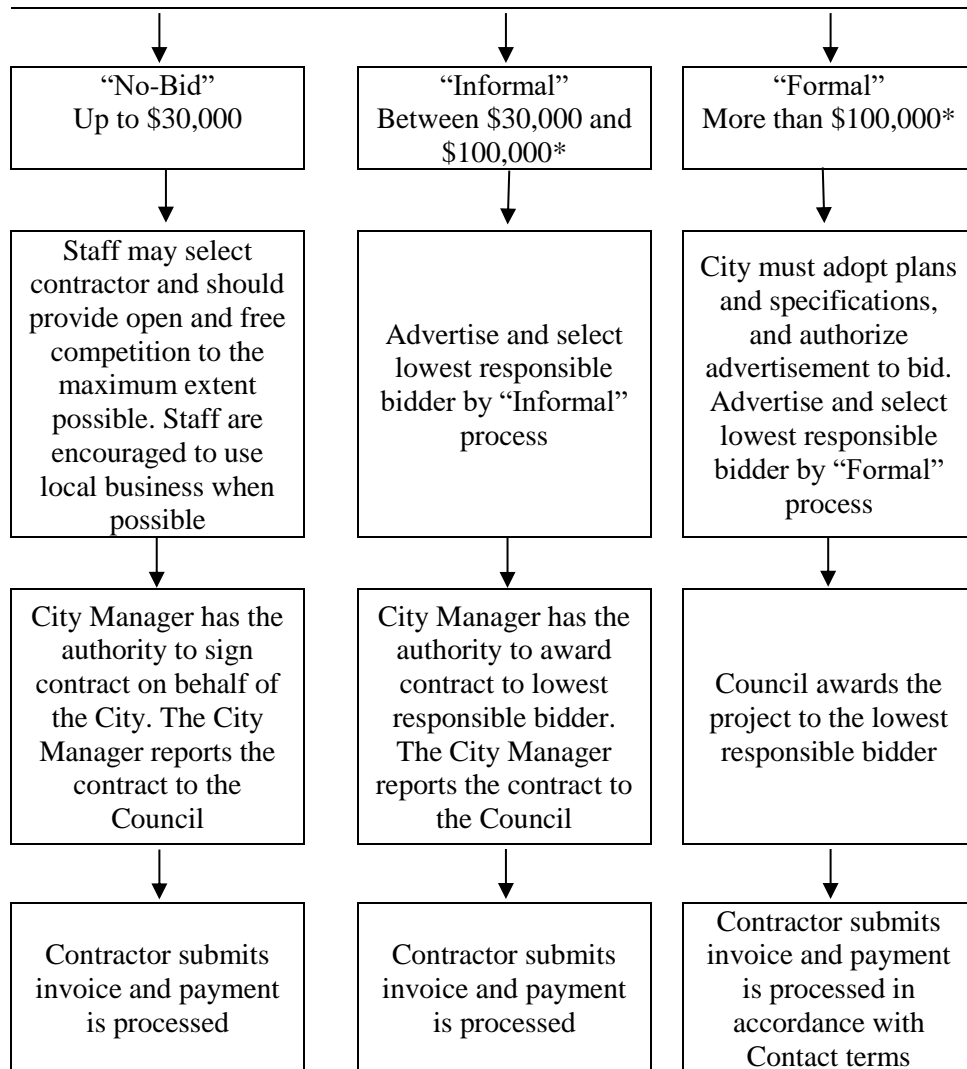 “No-Bid”
Up to $30,000
“Informal”
Between $30,000 and
$100,000*
“Formal”
More than $100,000*
Staff may select
contractor and should
provide open and free
competition to the
maximum extent
possible. Staff are
encouraged to use
local business when
possible
Advertise and select
lowest responsible
bidder by “Informal”
process
City must adopt plans
and specifications,
and authorize
advertisement to bid.
Advertise and select
lowest responsible
bidder by “Formal”
process
City Manager has the
authority to sign
contract on behalf of
the City. The City
Manager reports the
contract to the
Council
City Manager has the
authority to award
contract to lowest
responsible bidder.
The City Manager
reports the contract to
the Council
Council awards the
project to the lowest
responsible bidder
Contractor submits
invoice and payment
is processed
Contractor submits
invoice and payment
is processed
Contractor submits
invoice and payment
is processed in
accordance with
Contact terms